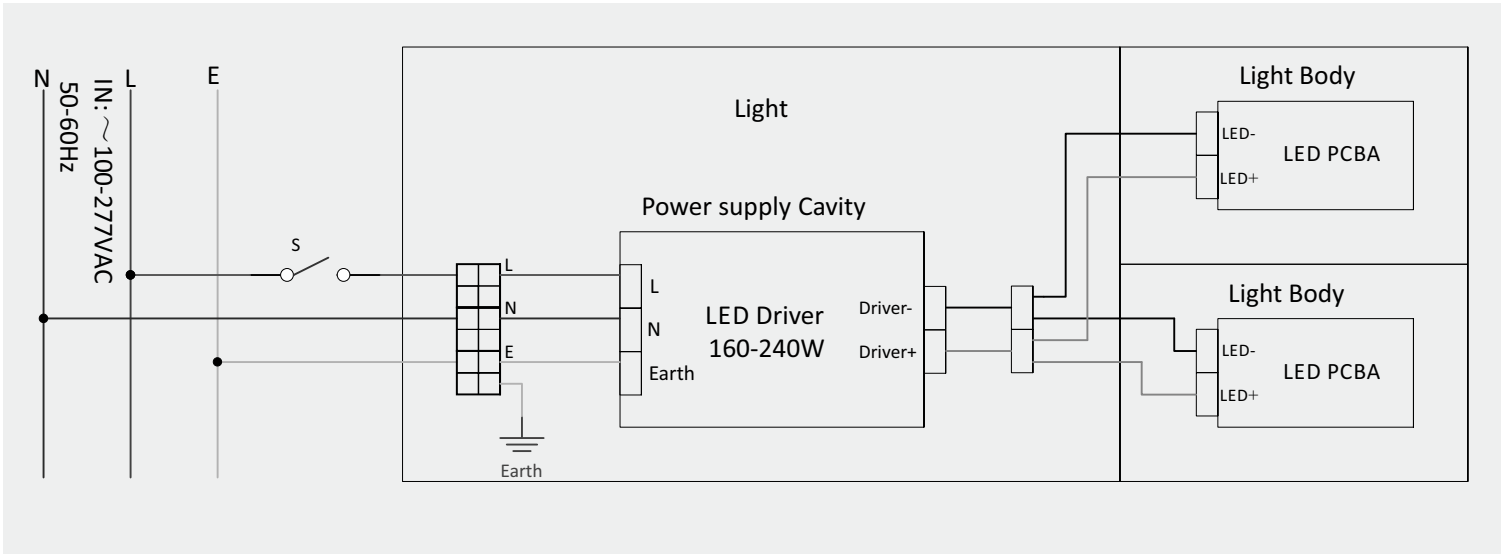 N
L
E
IN: ～100-277VAC
50-60Hz
S
Light
Power supply Cavity
L
N
E
Earth
L
N
Earth
LED Driver
160-240W
Driver-
Driver+
Light Body
LED-
LED+
LED PCBA
Light Body
LED-
LED+
LED PCBA